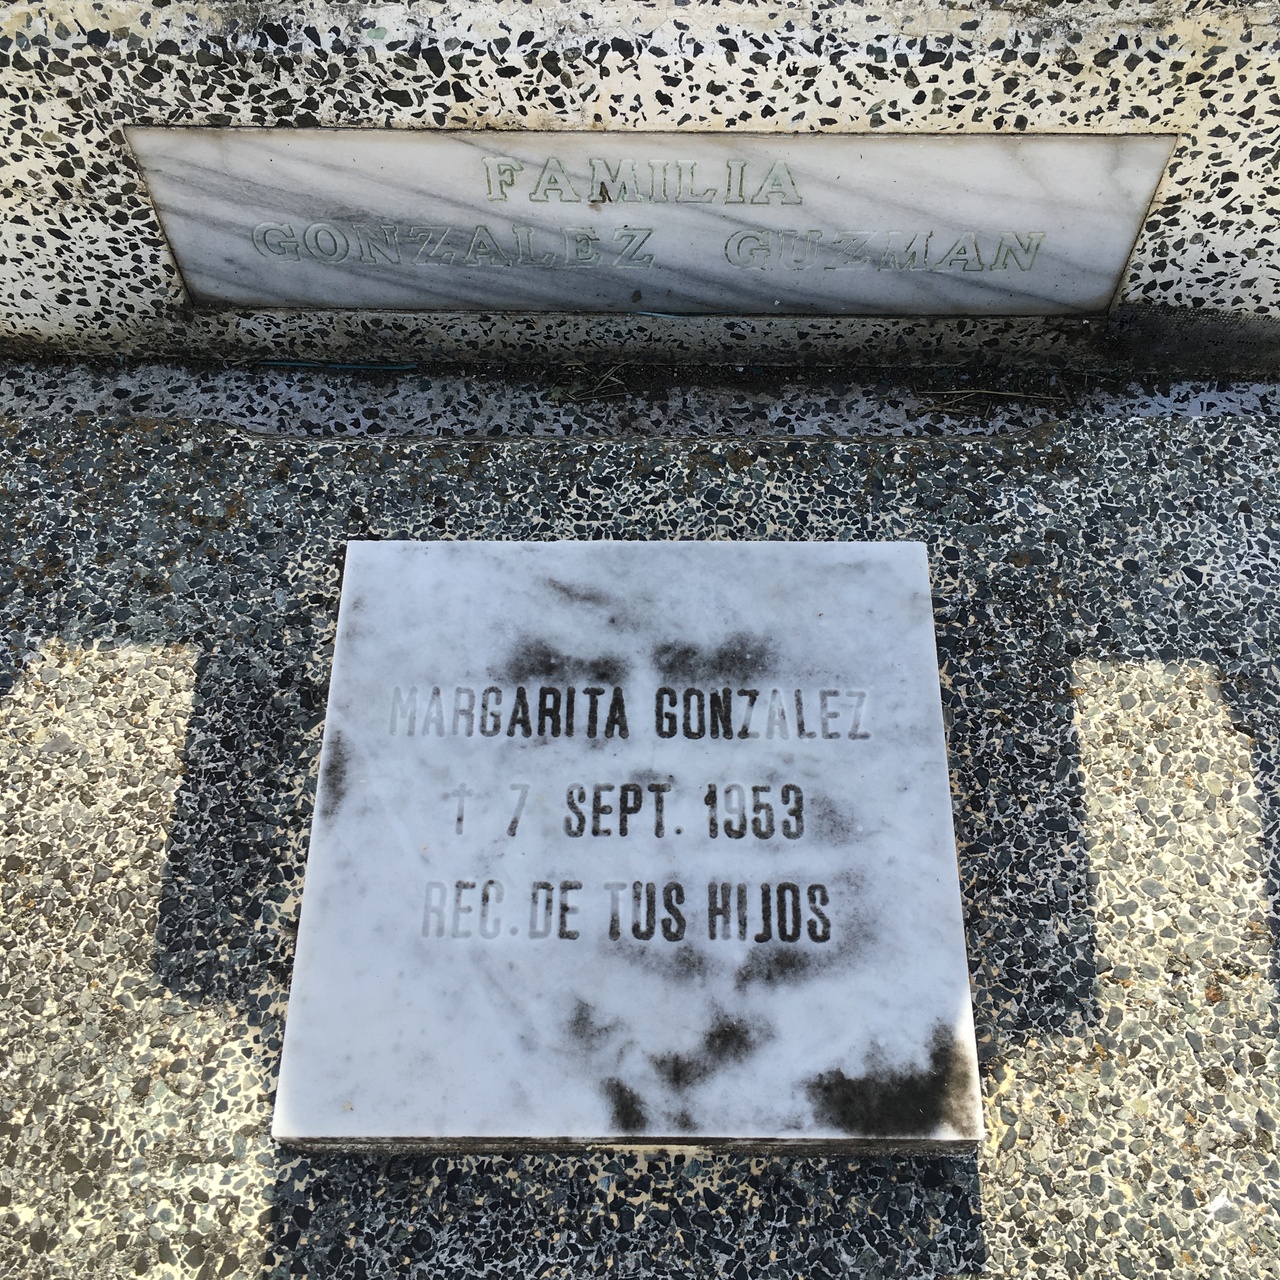 FAMILIA
GONZALEZ GUZMAN
MARGARITA GONZALEZ
† 7 SEPT. 1953
REC. DE TUS HIJOS